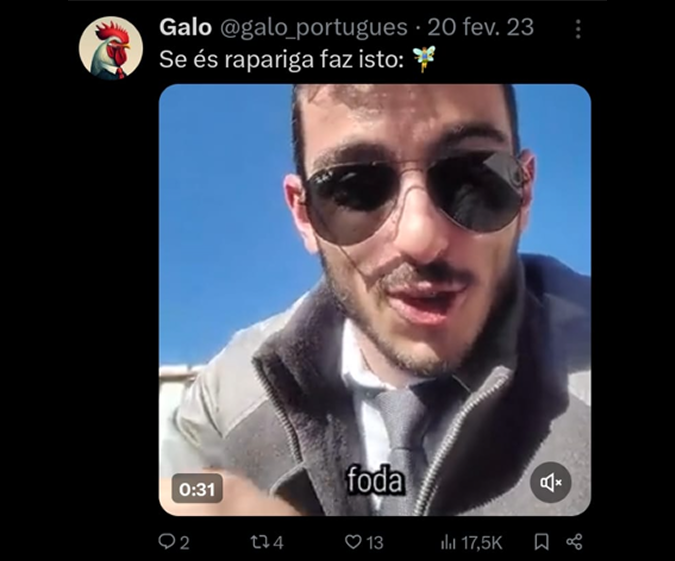 Galo @galo_portugues · 20 fev. 23
Se és rapariga faz isto: 🧚
foda
0:31
2 4 13 17,5K